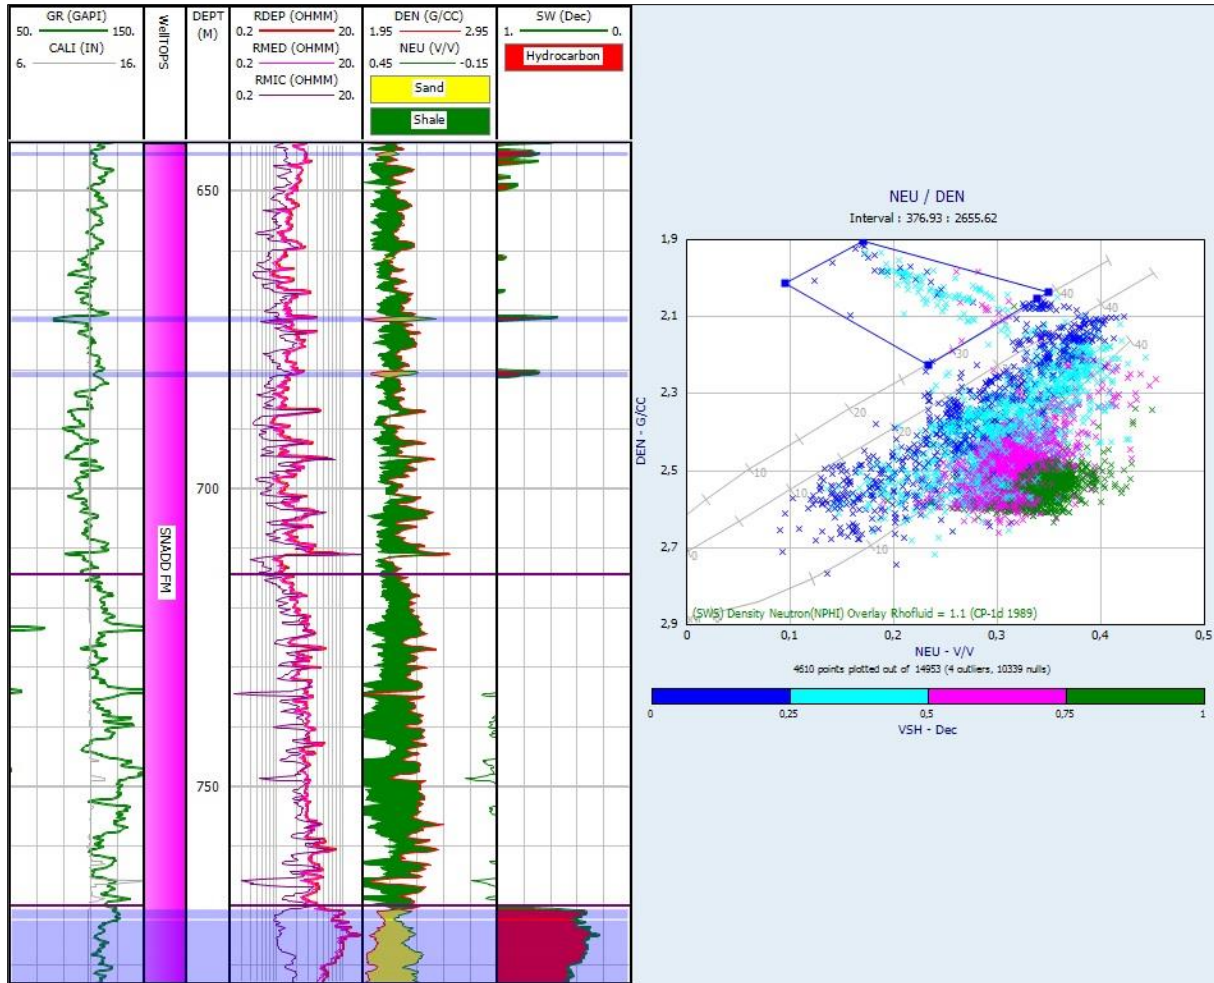 GR (GAPI)
50. 150.
CALI (IN)
6. 16.
WellTOPS
DEPT
(M)
RDEP (OHMM)
0.2 20.
RMED (OHMM)
0.2 20.
RMIC (OHMM)
0.2 20.
DEN (G/CC)
1.95 2.95
NEU (V/V)
0.45 -0.15
Sand
Shale
SW (Dec)
1. 0.
Hydrocarbon
650
700
750
SNADD FM
NEU / DEN
Interval : 376.93 : 2655.62
1,9
2,1
2,3
2,5
2,7
2,9
DEN - G/CC
40
40
40
30
20
20
10
10
10
0
(SWS) Density Neutron(NPHI) Overlay Rhofluid = 1.1 (CP-1d 1989)
0 0,1 0,2 0,3 0,4 0,5
NEU - V/V
4610 points plotted out of 14953 (4 outliers, 10339 nulls)
0 0,25 0,5 0,75 1
VSH - Dec